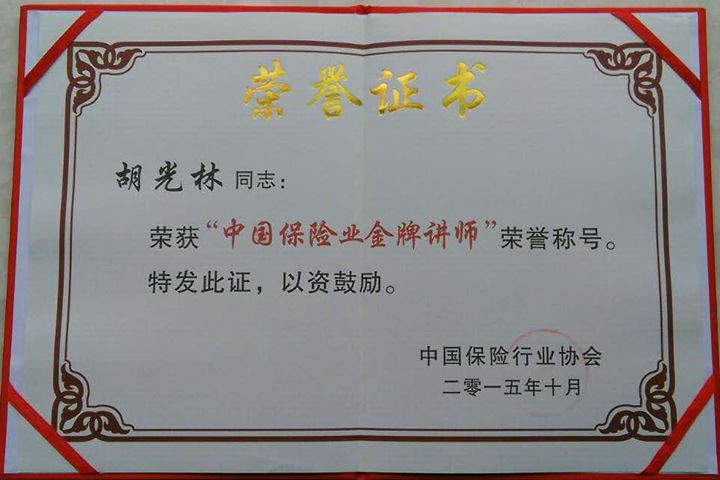 荣誉证书
胡光林 同志：
荣获“中国保险业金牌讲师”荣誉称号。
特发此证，以资鼓励。
中国保险行业协会
二零一五年十月